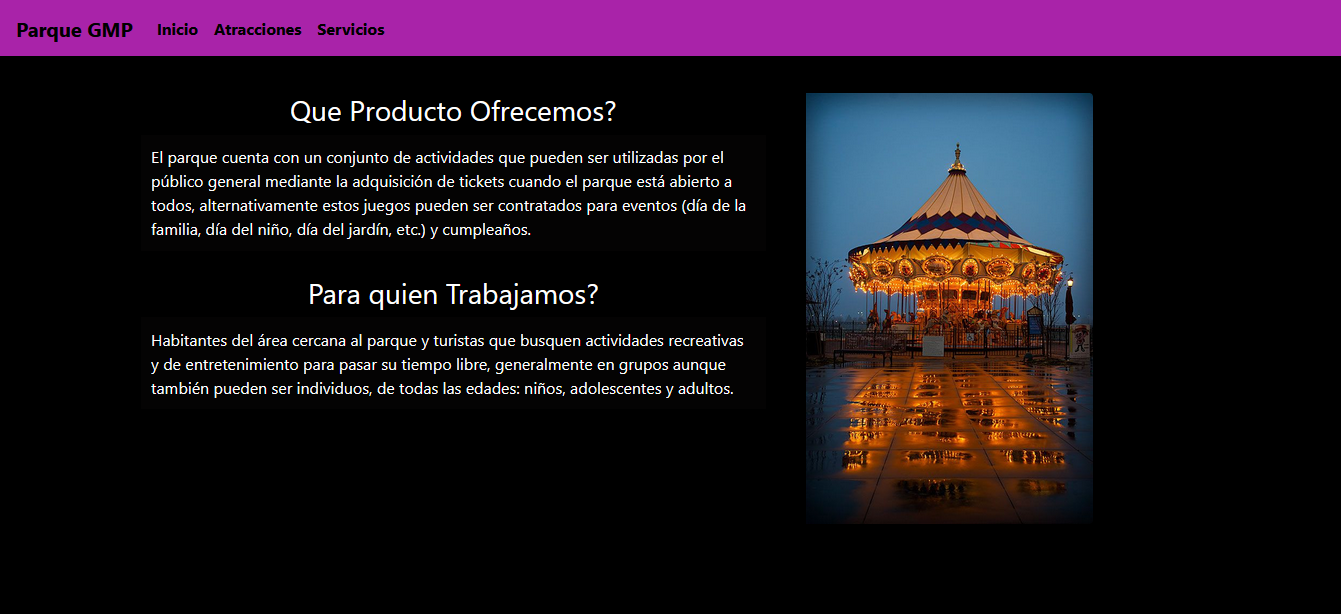 Parque GMP Inicio Atracciones Servicios
Que Producto Ofrecemos?
El parque cuenta con un conjunto de actividades que pueden ser utilizadas por el
público general mediante la adquisición de tickets cuando el parque está abierto a
todos, alternativamente estos juegos pueden ser contratados para eventos (día de la
familia, día del niño, día del jardín, etc.) y cumpleaños.
Para quien Trabajamos?
Habitantes del área cercana al parque y turistas que busquen actividades recreativas
y de entretenimiento para pasar su tiempo libre, generalmente en grupos aunque
también pueden ser individuos, de todas las edades: niños, adolescentes y adultos.